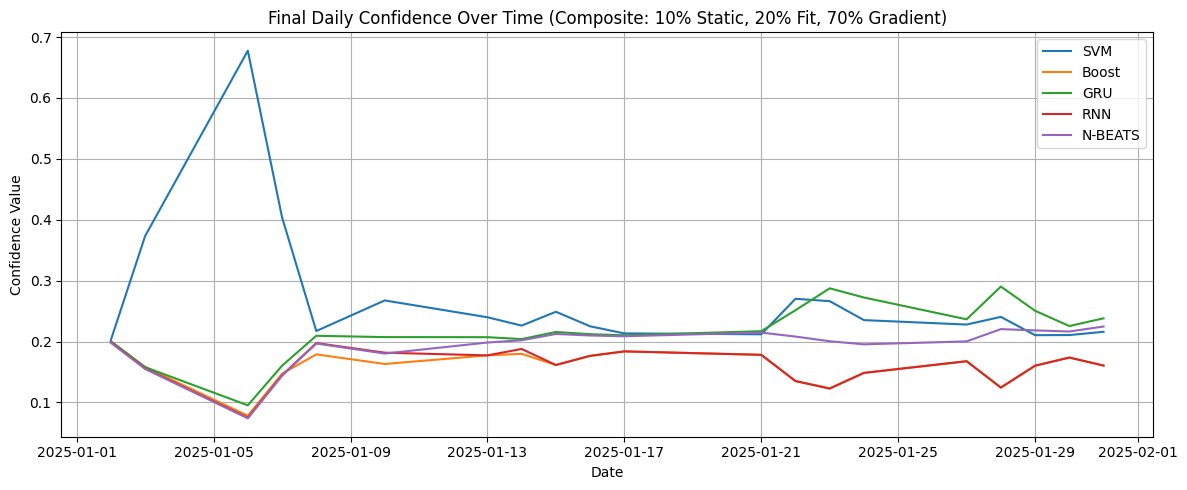 Final Daily Confidence Over Time (Composite: 10% Static, 20% Fit, 70% Gradient)
SVM
Boost
GRU
RNN
N-BEATS
Confidence Value
0.7
0.6
0.5
0.4
0.3
0.2
0.1
2025-01-01 2025-01-05 2025-01-09 2025-01-13 2025-01-17 2025-01-21 2025-01-25 2025-01-29 2025-02-01
Date